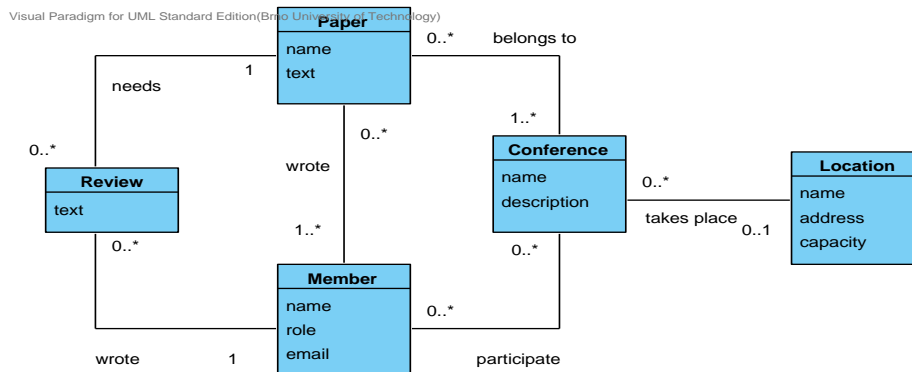 Visual Paradigm for UML Standard Edition(Brno University of Technology)
Paper
name
text
0..*
belongs to
1
needs
0..*
1..*
0..*
wrote
Review
text
Conference
name
description
Location
name
address
capacity
0..*
takes place
0..1
0..*
1..*
0..*
Member
name
role
email
0..*
wrote
1
participate